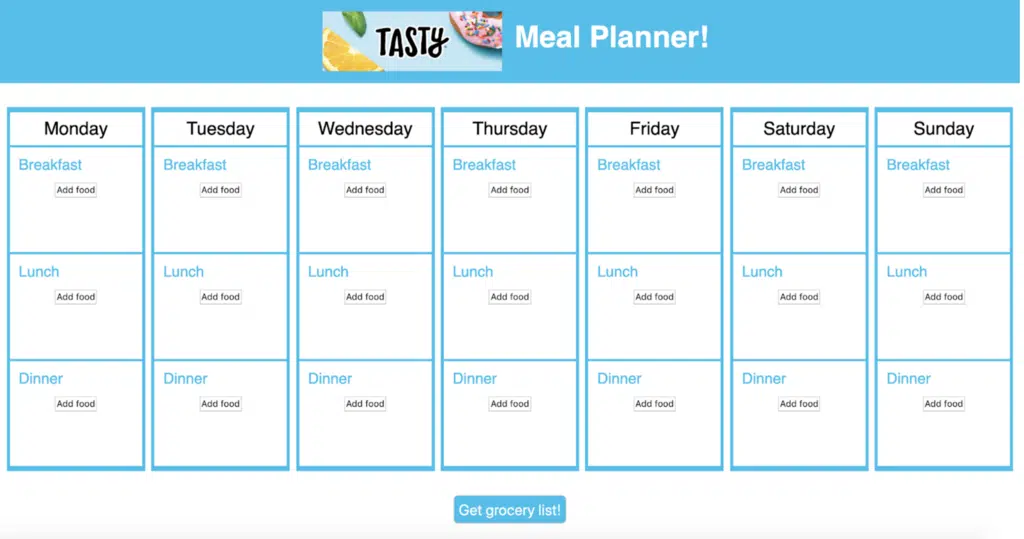 TASTY Meal Planner!
Monday Tuesday Wednesday Thursday Friday Saturday Sunday
Breakfast Breakfast Breakfast Breakfast Breakfast Breakfast Breakfast
Add food Add food Add food Add food Add food Add food Add food
Lunch Lunch Lunch Lunch Lunch Lunch Lunch
Add food Add food Add food Add food Add food Add food Add food
Dinner Dinner Dinner Dinner Dinner Dinner Dinner
Add food Add food Add food Add food Add food Add food Add food
Get grocery list!